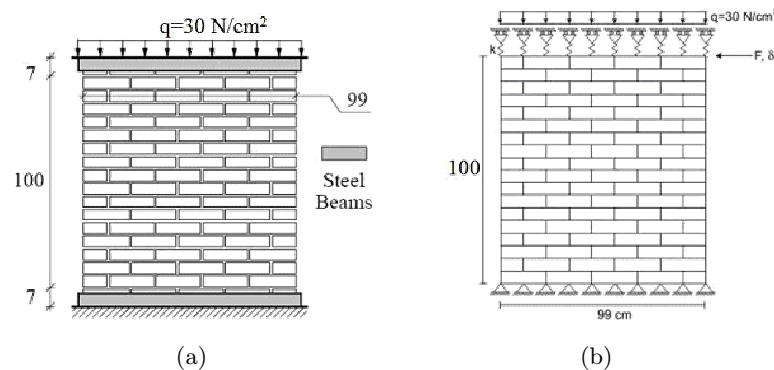 q=30 N/cm²
7
99
100
Steel
Beams
7
(a)
q=30 N/cm²
k
F, δ
100
99 cm
(b)